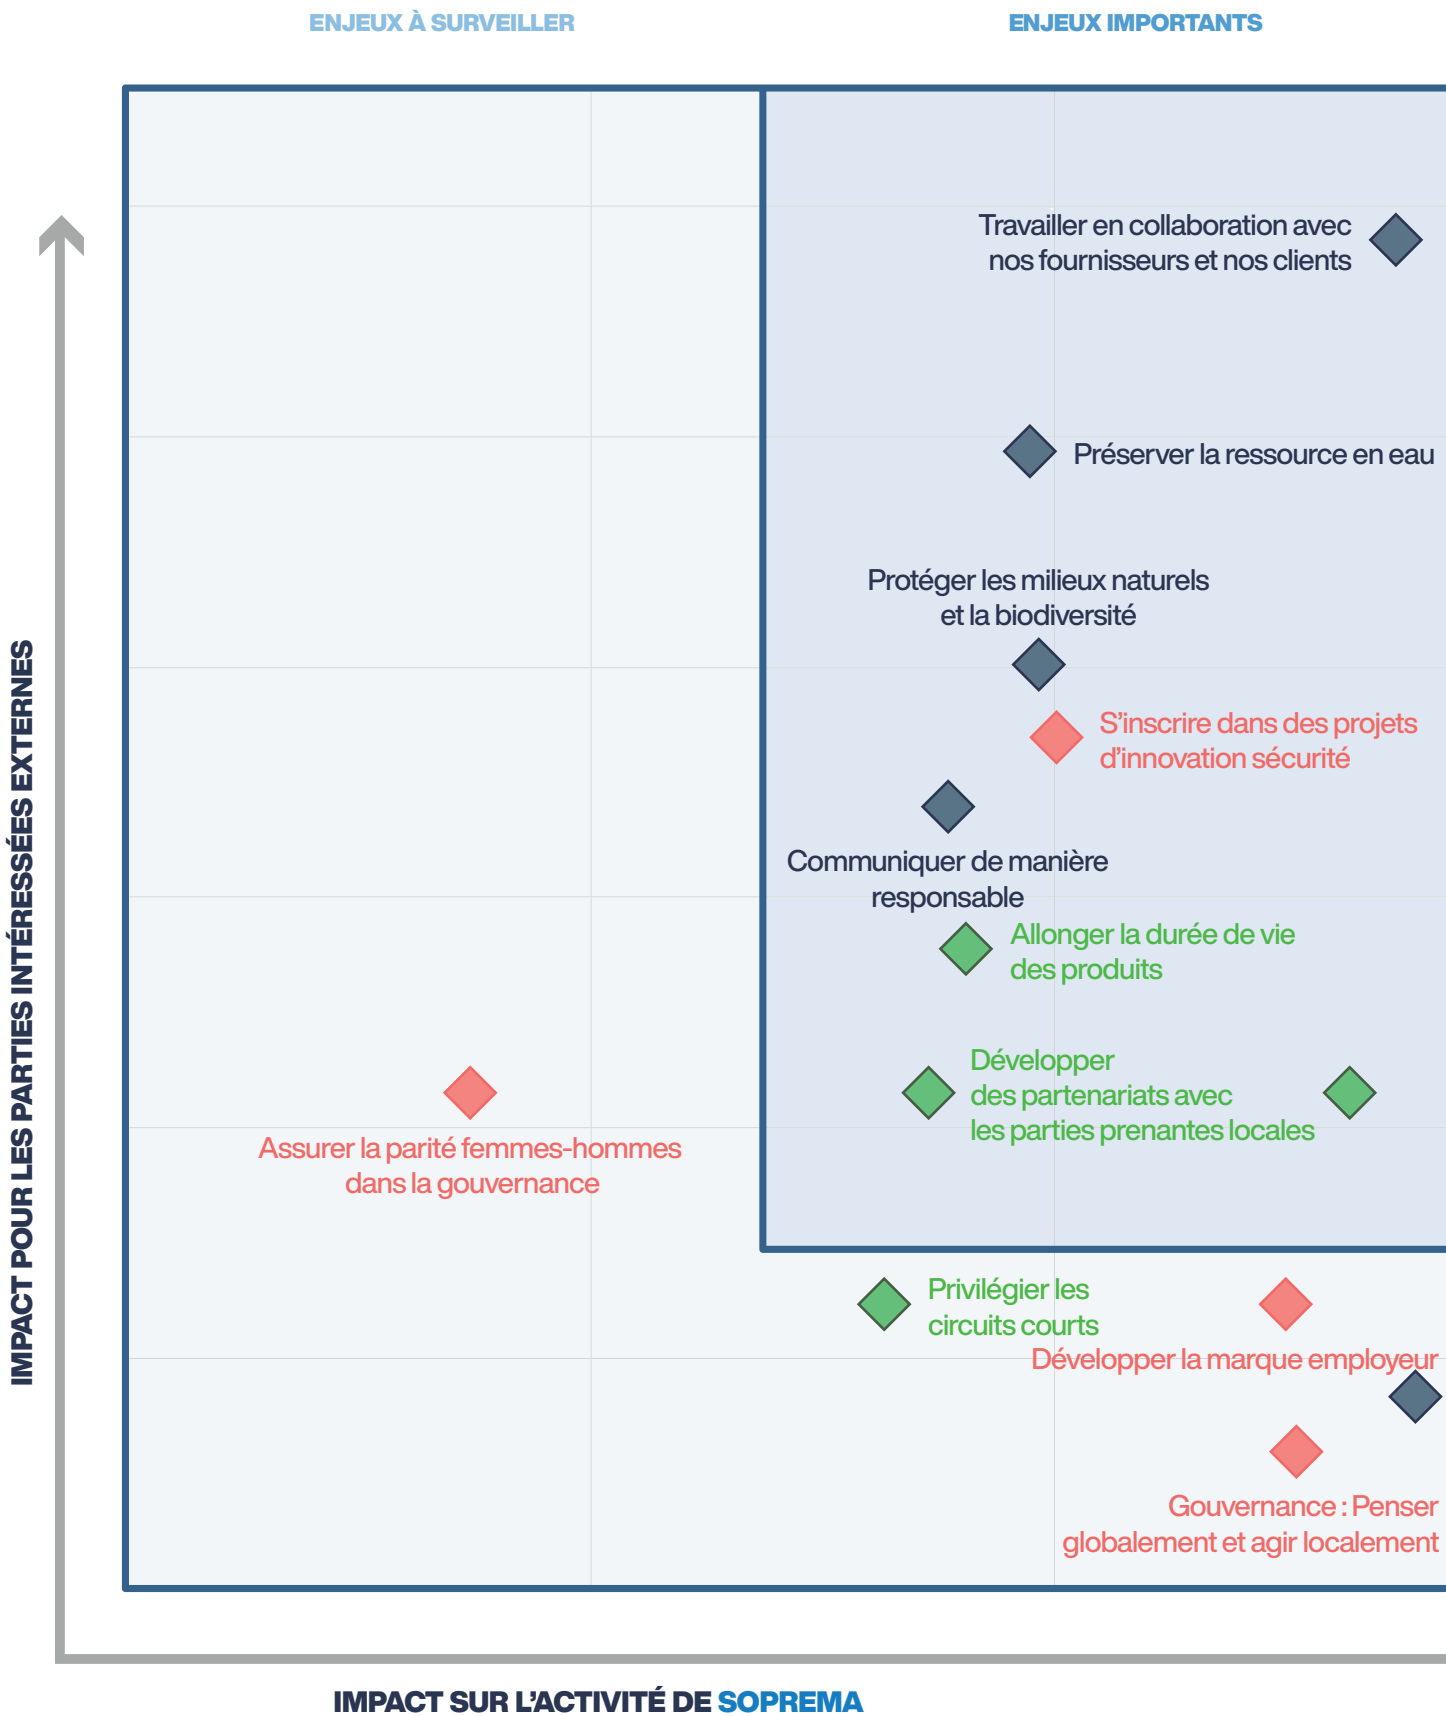 ENJEUX À SURVEILLER
ENJEUX IMPORTANTS
Travailler en collaboration avec
nos fournisseurs et nos clients
Préserver la ressource en eau
Protéger les milieux naturels
et la biodiversité
S'inscrire dans des projets
d'innovation sécurité
Communiquer de manière
responsable
Allonger la durée de vie
des produits
Développer
des partenariats avec
les parties prenantes locales
Assurer la parité femmes-hommes
dans la gouvernance
Privilégier les
circuits courts
Développer la marque employeur
Gouvernance : Penser
globalement et agir localement
IMPACT POUR LES PARTIES INTÉRESSÉES EXTERNES
IMPACT SUR L'ACTIVITÉ DE SOPREMA